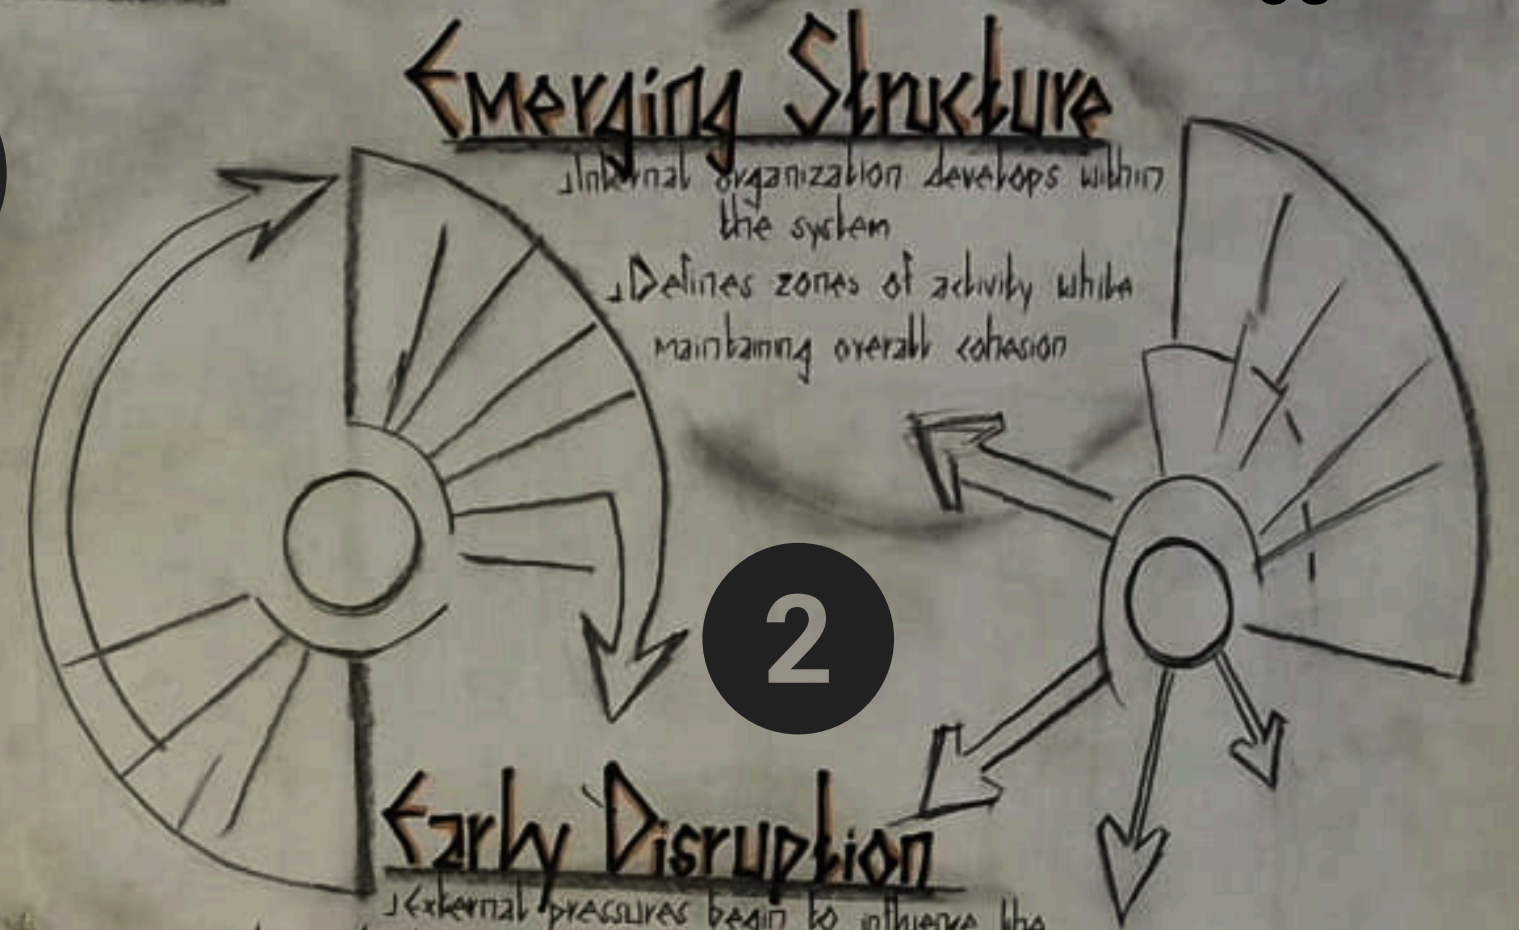 Emerging Structure
Internal organization develops within
the system
Defines zones of activity while
maintaining overall cohesion
2
Early Disruption
External pressures begin to influence the